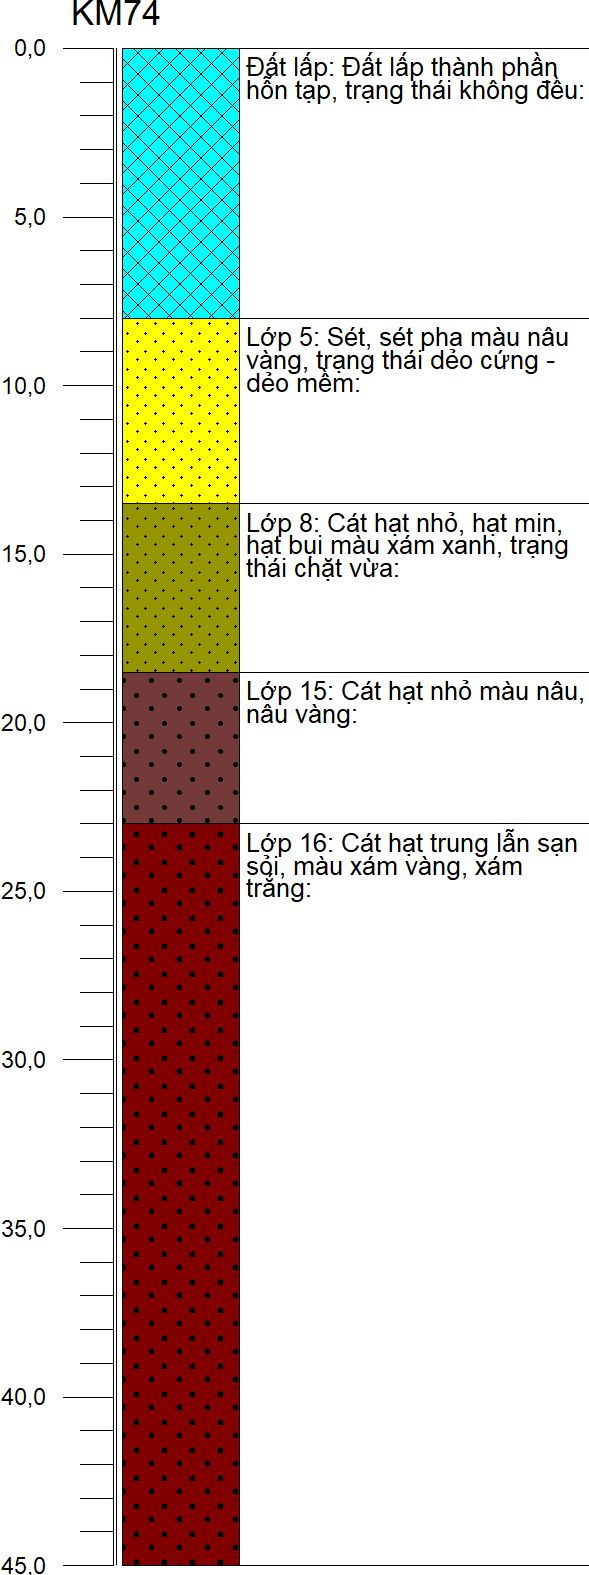 KM74
0,0
Đất lấp: Đất lấp thành phần
hỗn tạp, trạng thái không đều:
5,0
Lớp 5: Sét, sét pha màu nâu
vàng, trạng thái dẻo cứng -
dẻo mềm:
10,0
Lớp 8: Cát hạt nhỏ, hạt mịn,
hạt bụi màu xám xanh, trạng
thái chặt vừa:
15,0
Lớp 15: Cát hạt nhỏ màu nâu,
nâu vàng:
20,0
Lớp 16: Cát hạt trung lẫn sạn
sỏi, màu xám vàng, xám
trắng:
25,0
30,0
35,0
40,0
45,0